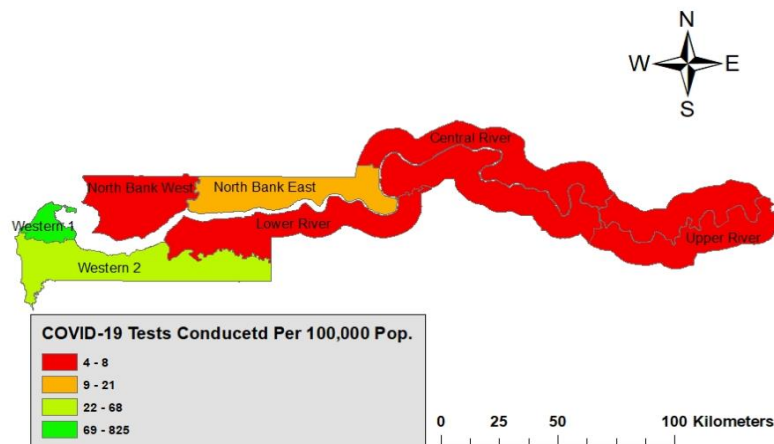 N
W E
S
Central River
North Bank West
North Bank East
Lower River
Western 1
Upper River
Western 2
COVID-19 Tests Conducetd Per 100,000 Pop.
4 - 8
9 - 21
22 - 68
69 - 825
0 25 50 100 Kilometers